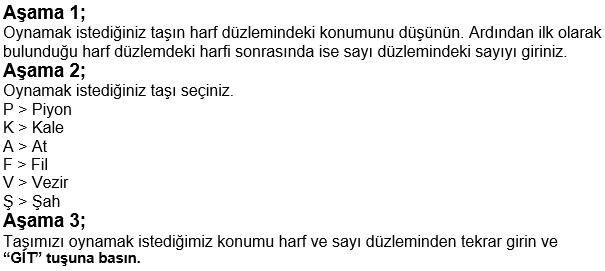 Aşama 1;
Oynamak istediğiniz taşın harf düzlemindeki konumunu düşünün. Ardından ilk olarak
bulunduğu harf düzlemdeki harfi sonrasında ise sayı düzlemindeki sayıyı giriniz.
Aşama 2;
Oynamak istediğiniz taşı seçiniz.
P > Piyon
K > Kale
A > At
F > Fil
V > Vezir
Ş > Şah
Aşama 3;
Taşımızı oynamak istediğimiz konumu harf ve sayı düzleminden tekrar girin ve
“GİT” tuşuna basın.